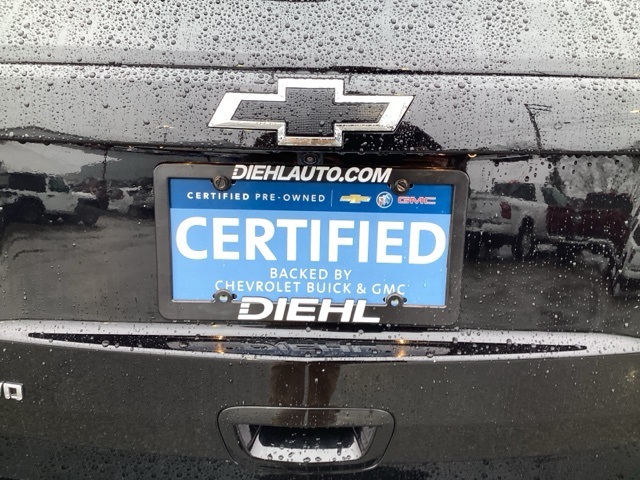 DIEHLAUTO.COM
CERTIFIED PRE-OWNED | GMC
CERTIFIED
BACKED BY
CHEVROLET BUICK & GMC
DIEHL